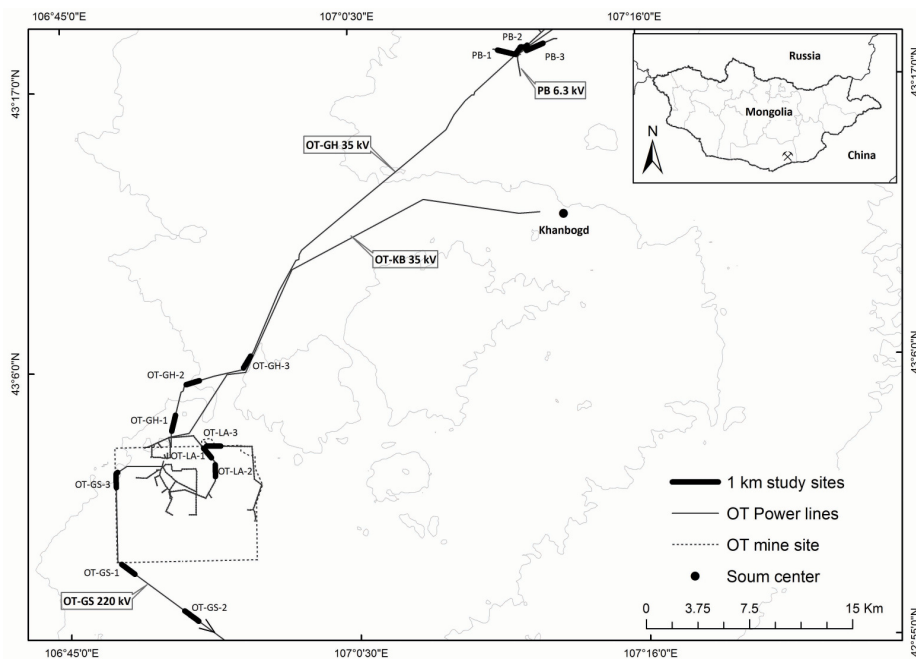 106°45'0"E
107°0'30"E
107°16'0"E
43°17'0"N
43°17'0"N
PB-2
PB-1
PB-3
PB 6.3 kV
OT-GH 35 kV
Russia
Mongolia
China
N
Khanbogd
OT-KB 35 kV
43°6'0"N
43°6'0"N
OT-GH-3
OT-GH-2
OT-GH-1
OT-LA-3
OT-LA-1
OT-LA-2
OT-GS-3
OT-GS-1
OT-GS 220 kV
OT-GS-2
1 km study sites
OT Power lines
OT mine site
Soum center
0 3.75 7.5 15 Km
42°55'0"N
106°45'0"E
107°0'30"E
107°16'0"E